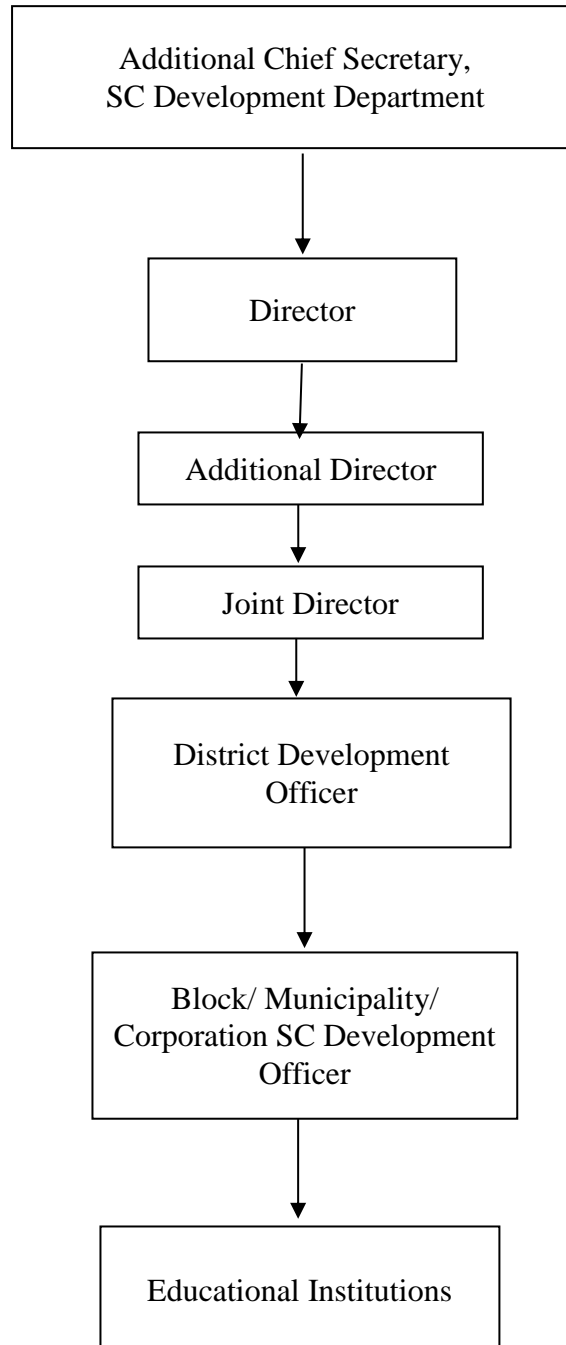 Additional Chief Secretary,
SC Development Department
Director
Additional Director
Joint Director
District Development
Officer
Block/ Municipality/
Corporation SC Development
Officer
Educational Institutions